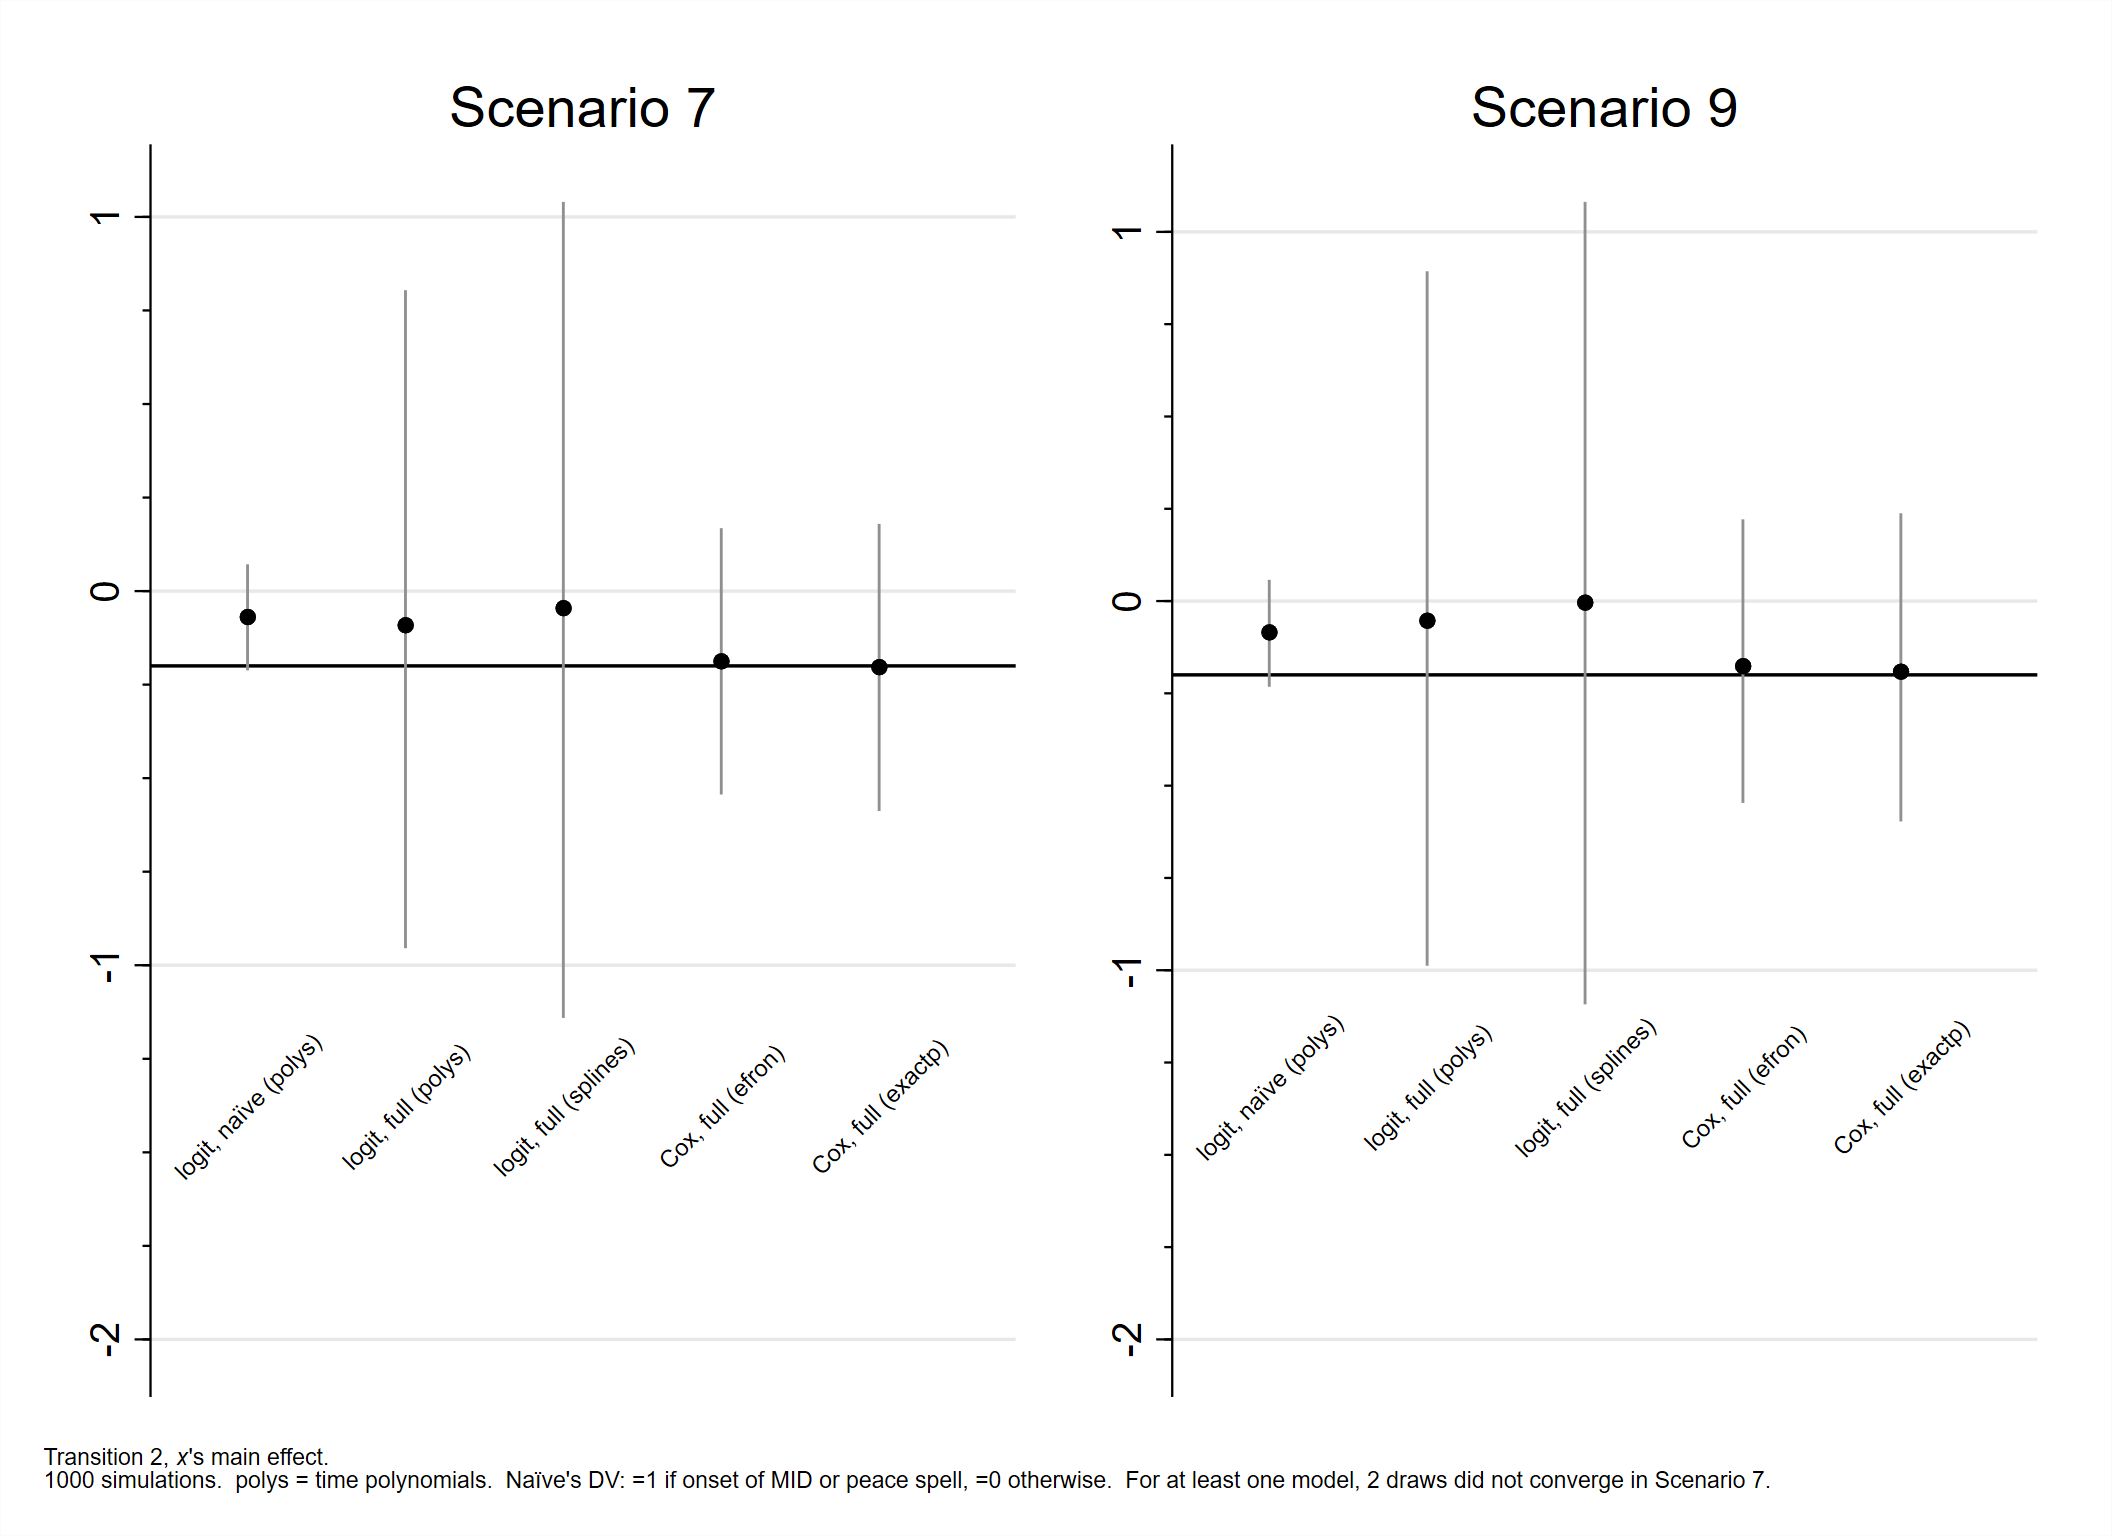 Scenario 7
1
0
-1
-2
logit, naïve (polys)
logit, full (polys)
logit, full (splines)
Cox, full (efron)
Cox, full (exactp)
Scenario 9
1
0
-1
-2
logit, naïve (polys)
logit, full (polys)
logit, full (splines)
Cox, full (efron)
Cox, full (exactp)
Transition 2, x's main effect.
1000 simulations.  polys = time polynomials.  Naïve's DV: =1 if onset of MID or peace spell, =0 otherwise.  For at least one model, 2 draws did not converge in Scenario 7.